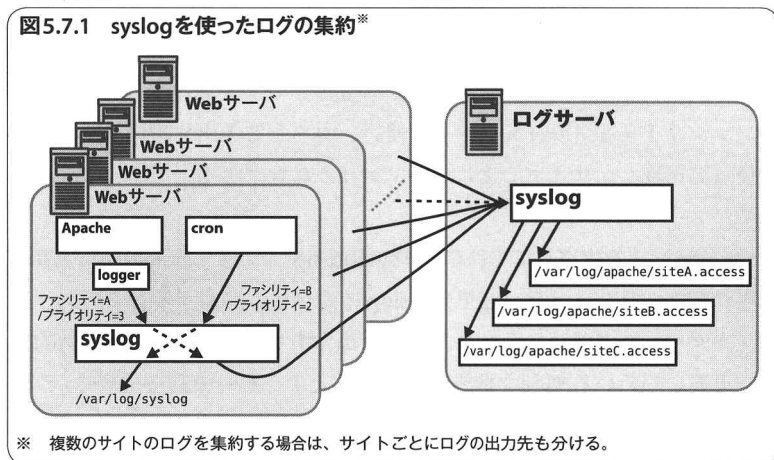 図5.7.1 syslogを使ったログの集約※
Webサーバ
Webサーバ
Webサーバ
Webサーバ
Apache
cron
logger
ファシリティ=A
/プライオリティ=3
ファシリティ=B
/プライオリティ=2
syslog
/var/log/syslog
ログサーバ
syslog
/var/log/apache/siteA.access
/var/log/apache/siteB.access
/var/log/apache/siteC.access
※ 複数のサイトのログを集約する場合は、サイトごとにログの出力先も分ける。